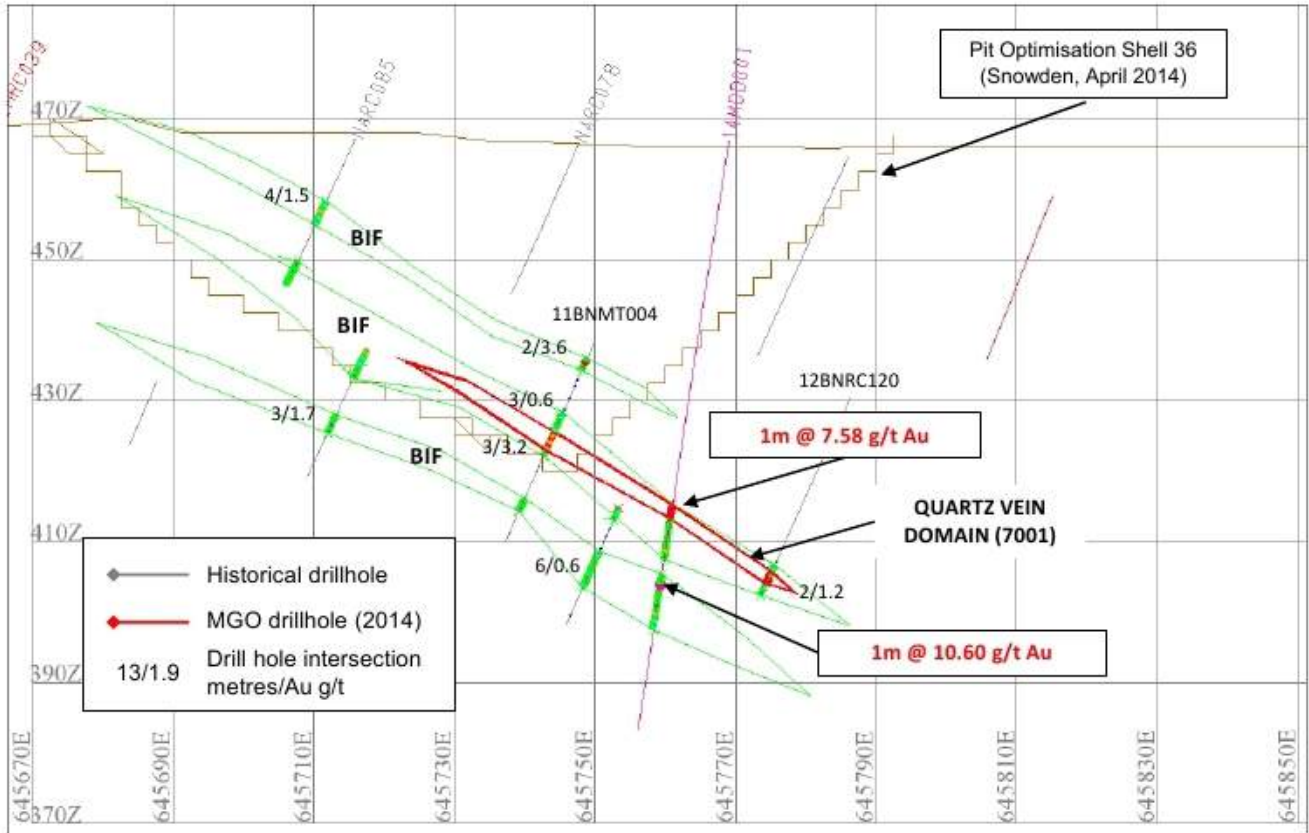 Pit Optimisation Shell 36
(Snowden, April 2014)
NARC085
NARC078
14MDD001
470Z
4/1.5
BIF
450Z
11BNMT004
BIF
2/3.6
12BNRC120
430Z
3/0.6
3/1.7
3/3.2
1m @ 7.58 g/t Au
BIF
QUARTZ VEIN
DOMAIN (7001)
410Z
6/0.6
2/1.2
Historical drillhole
MGO drillhole (2014)
13/1.9
Drill hole intersection
metres/Au g/t
1m @ 10.60 g/t Au
390Z
370Z
645670E
645690E
645710E
645730E
645750E
645770E
645790E
645810E
645830E
645850E